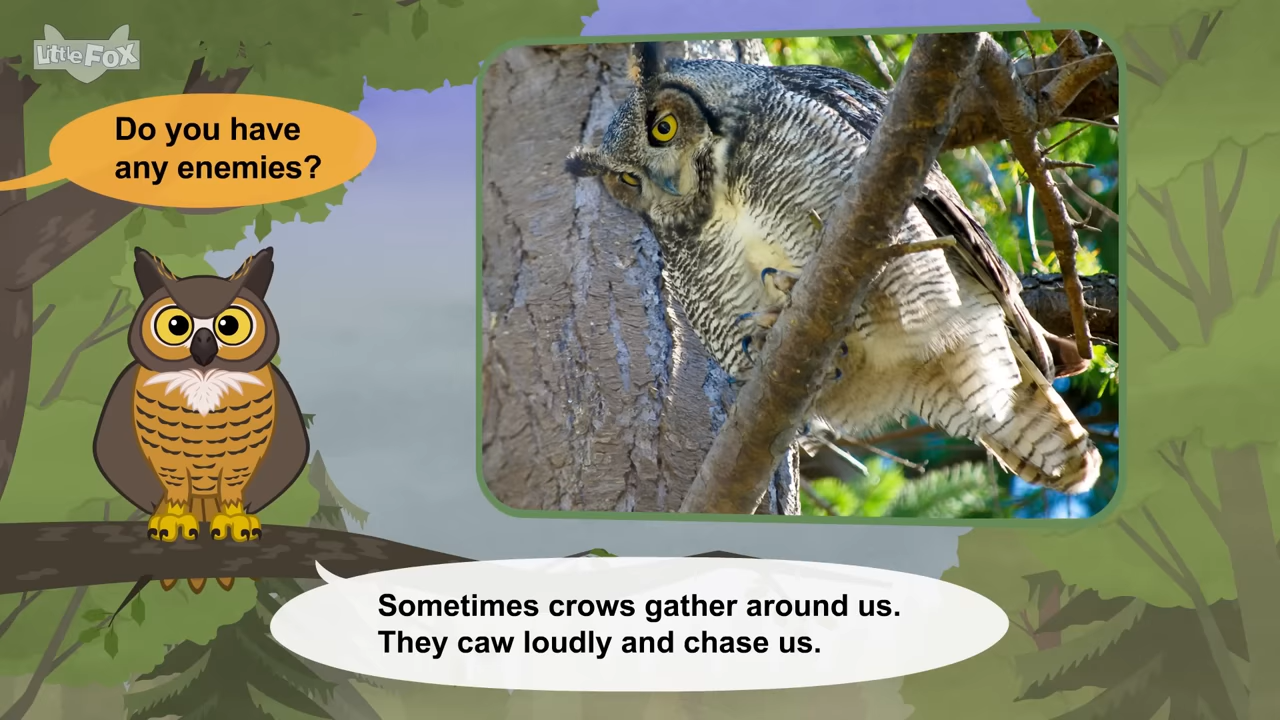 LiTTLE FOX
Do you have
any enemies?
Sometimes crows gather around us.
They caw loudly and chase us.